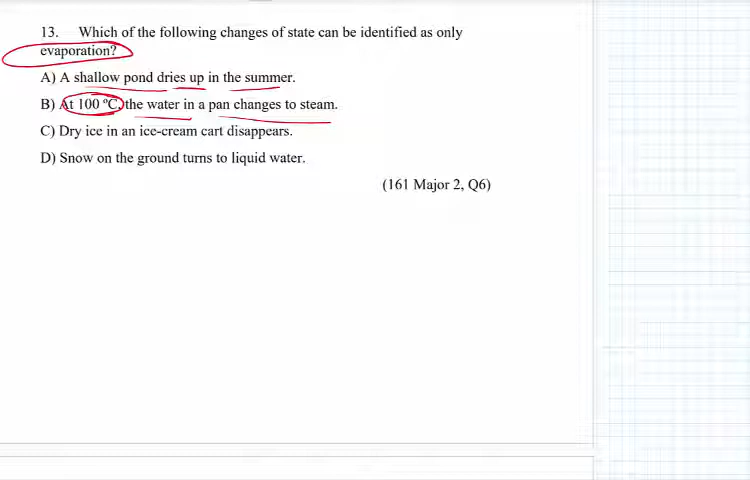 13. Which of the following changes of state can be identified as only
evaporation?
A) A shallow pond dries up in the summer.
B) At 100 ºC, the water in a pan changes to steam.
C) Dry ice in an ice-cream cart disappears.
D) Snow on the ground turns to liquid water.
(161 Major 2, Q6)